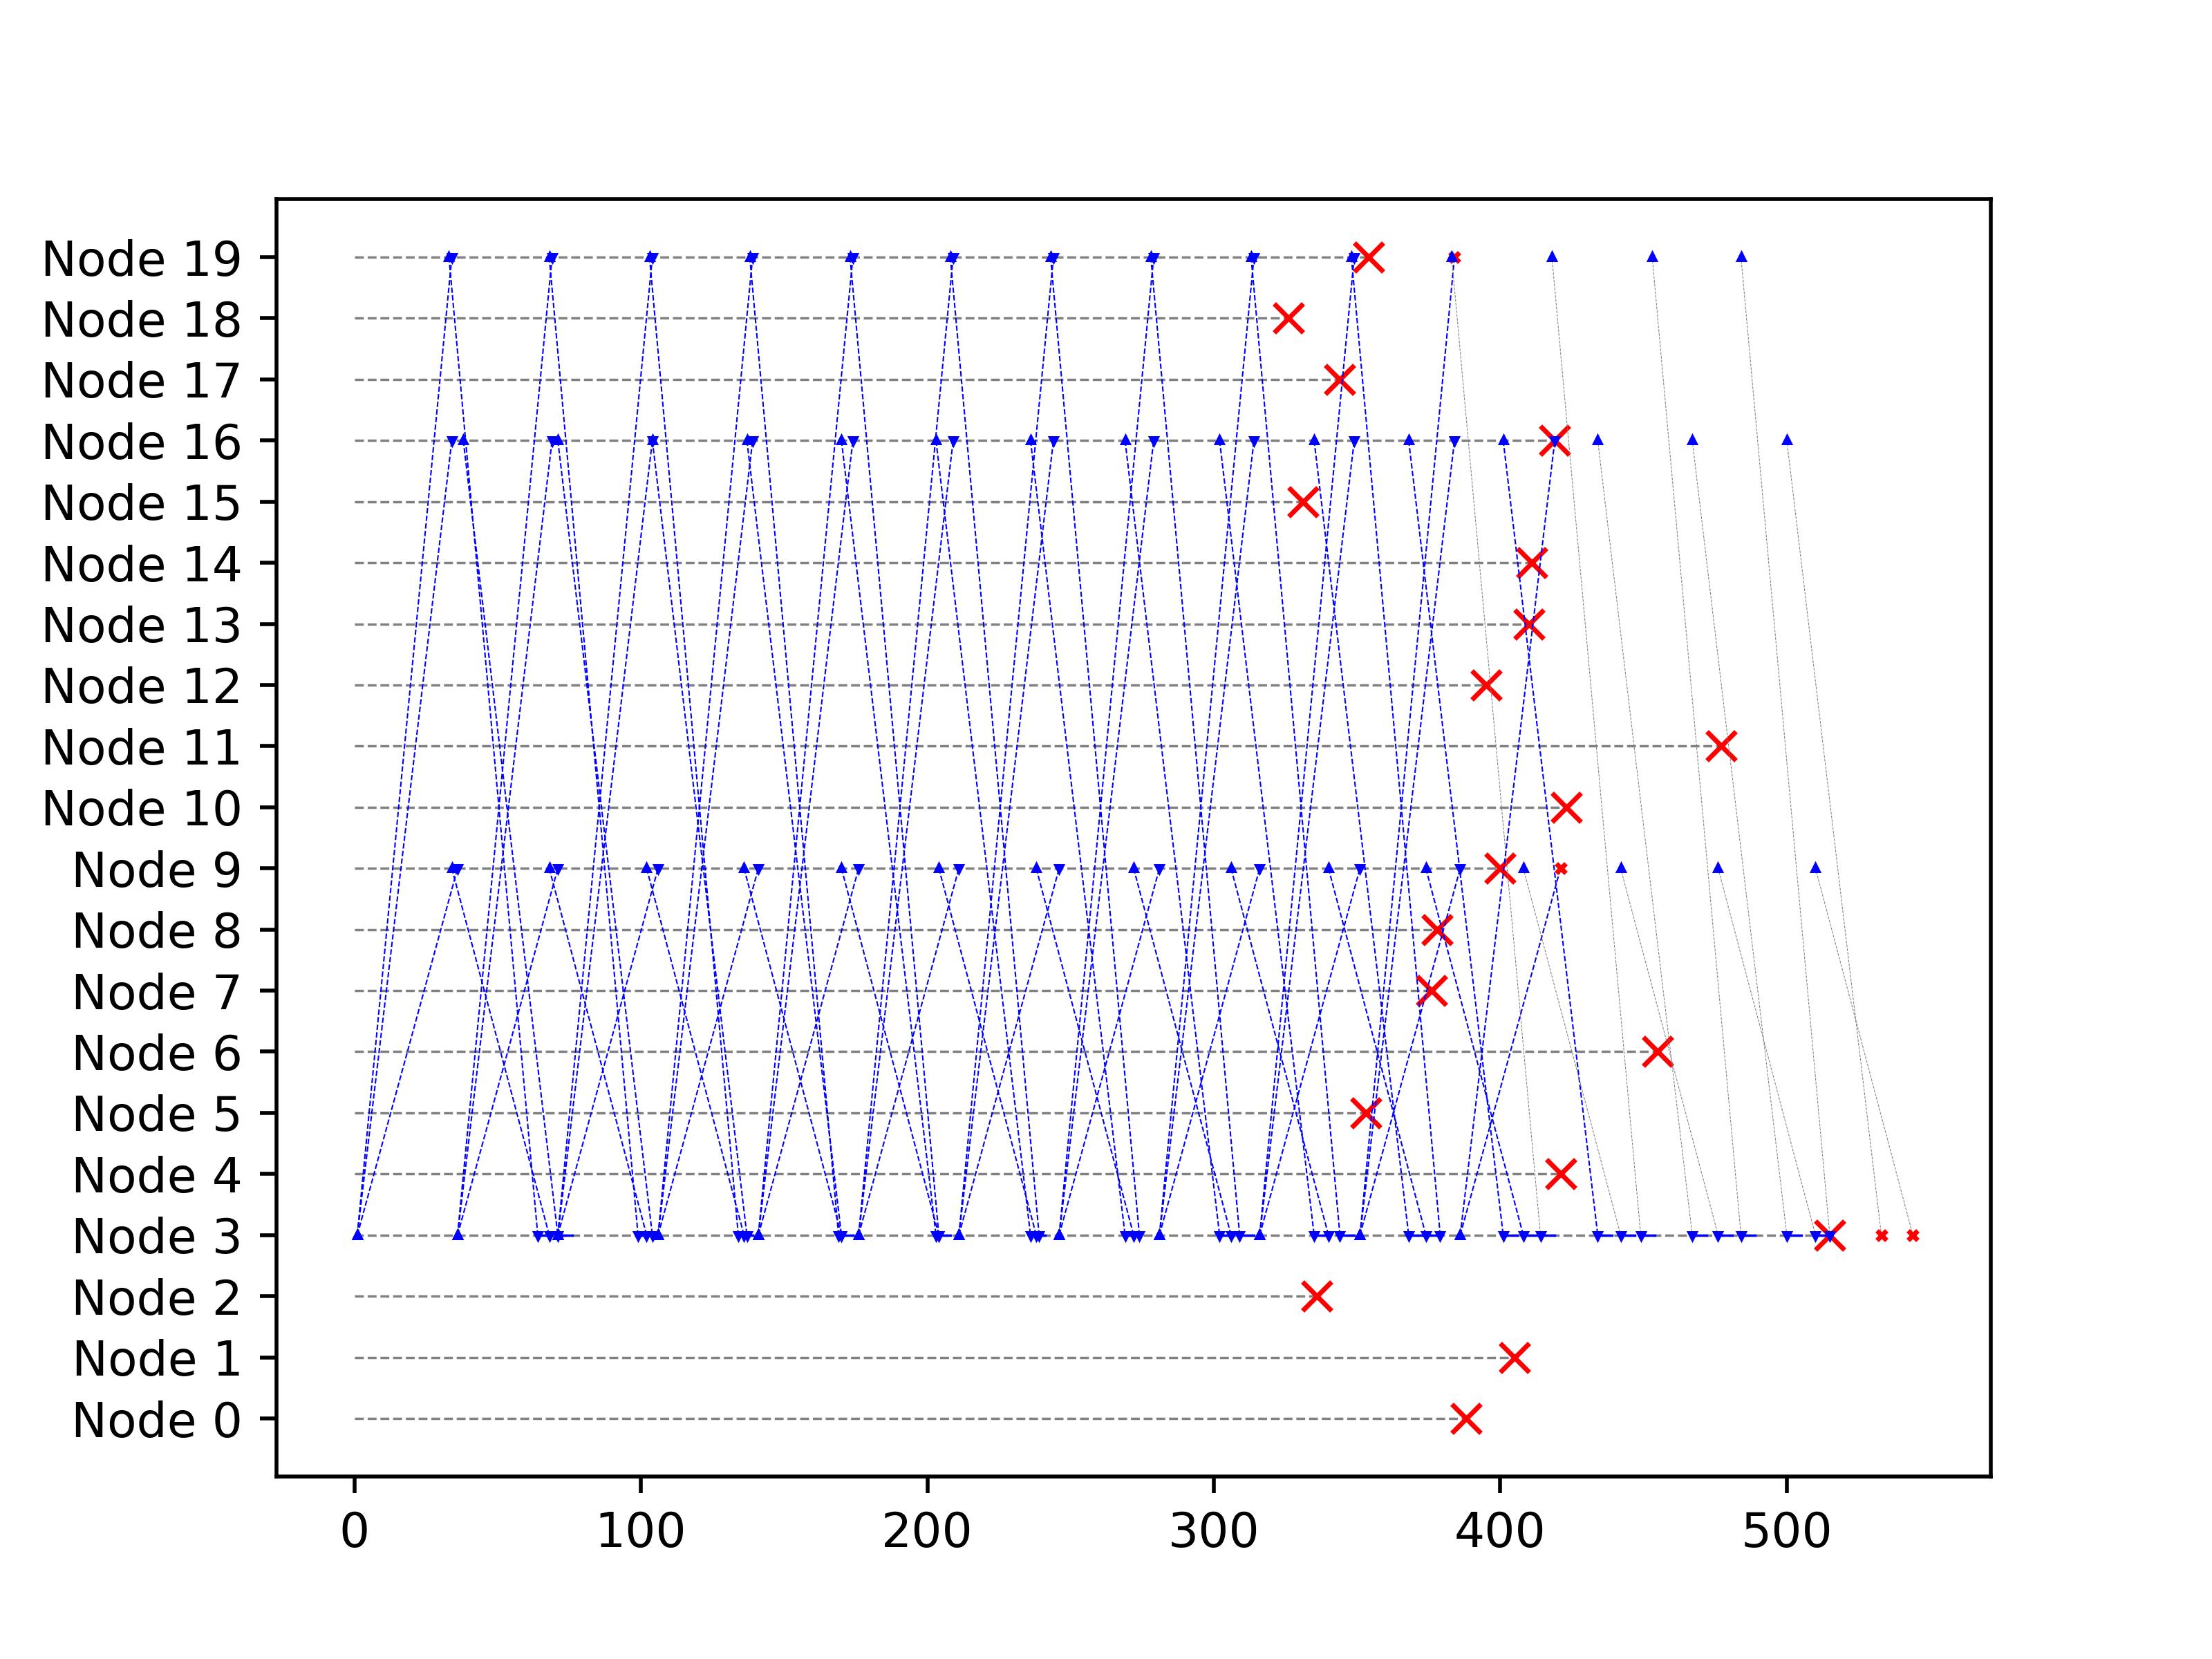 Node 19
Node 18
Node 17
Node 16
Node 15
Node 14
Node 13
Node 12
Node 11
Node 10
Node 9
Node 8
Node 7
Node 6
Node 5
Node 4
Node 3
Node 2
Node 1
Node 0
0 100 200 300 400 500